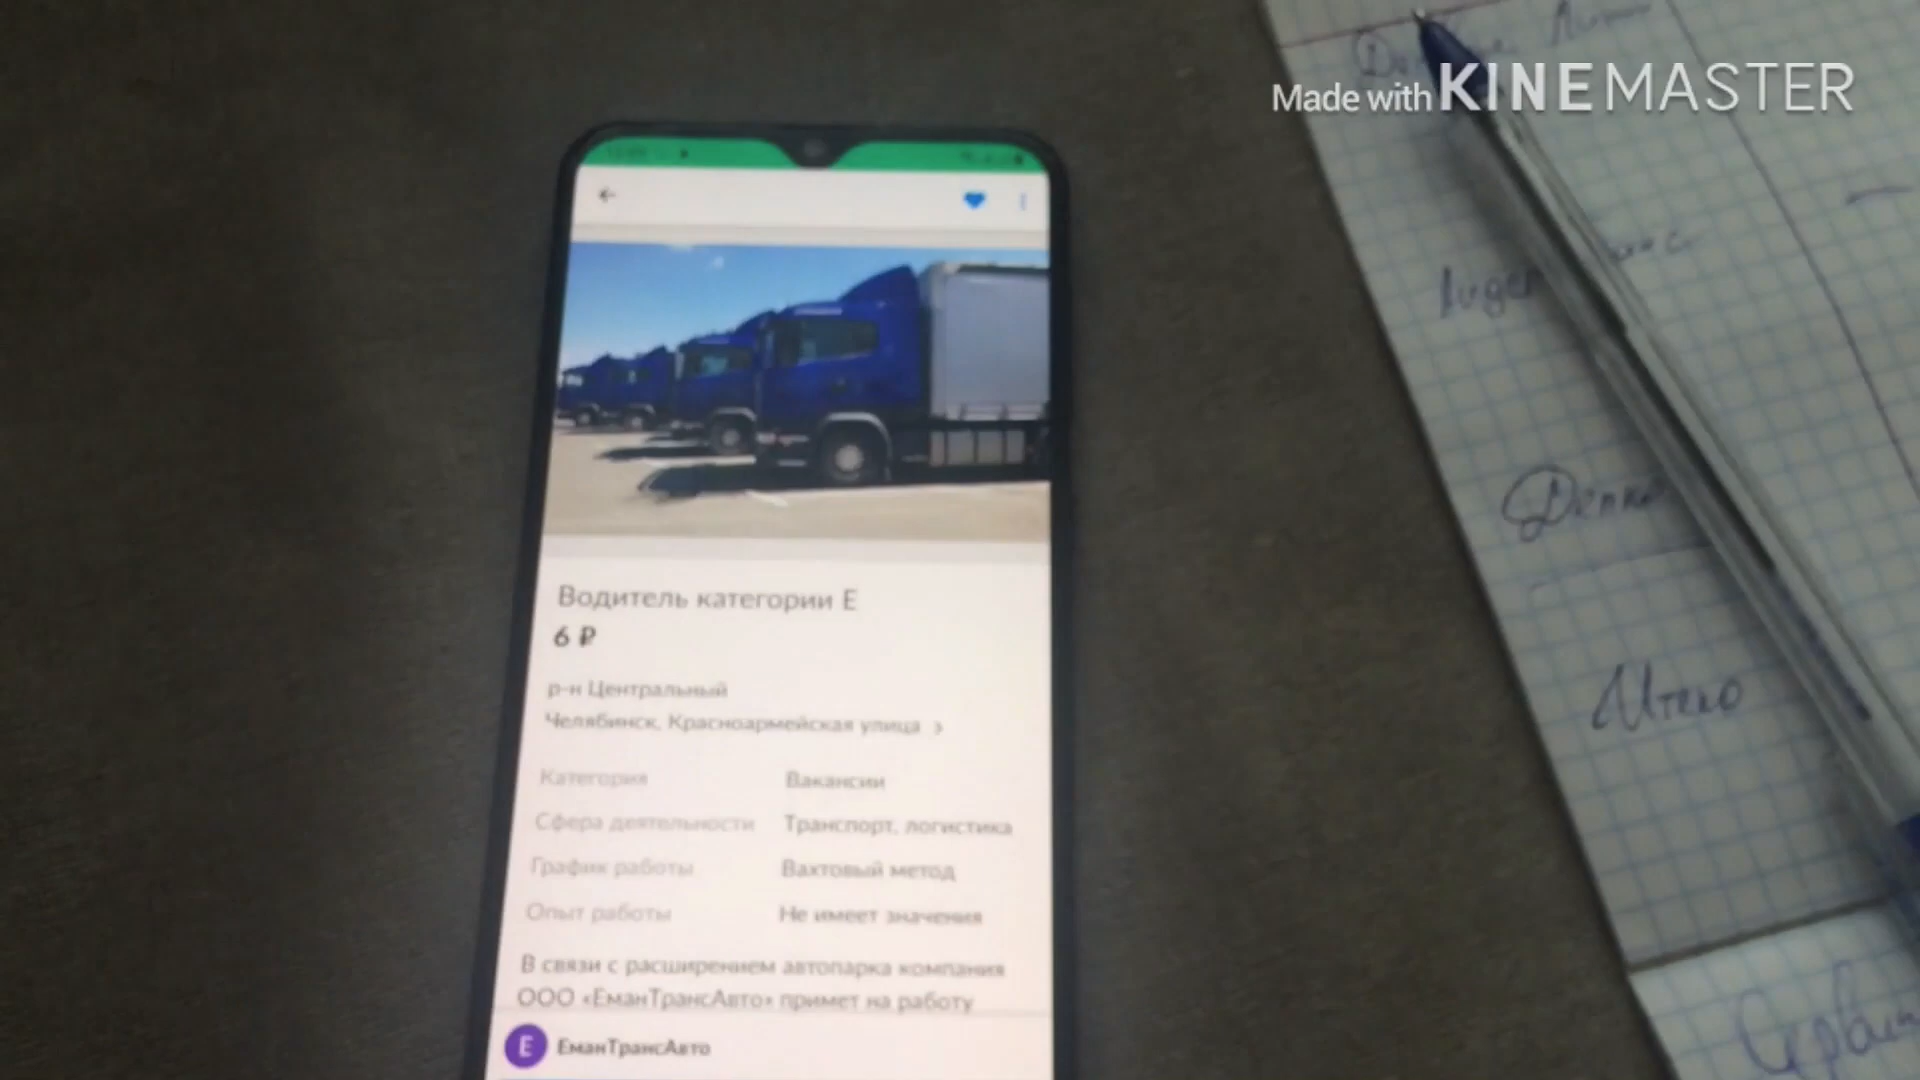 Made with KINEMASTER
Водитель категории Е
6 ₽
р-н Центральный
Челябинск, Красноармейская улица
Категория Вакансии
Сфера деятельности Транспорт, логистика
График работы Вахтовый метод
Опыт работы Не имеет значения
В связи с расширением автопарка компания
ООО «ЕманТрансАвто» примет на работу
Е ЕманТрансАвто
Итеко